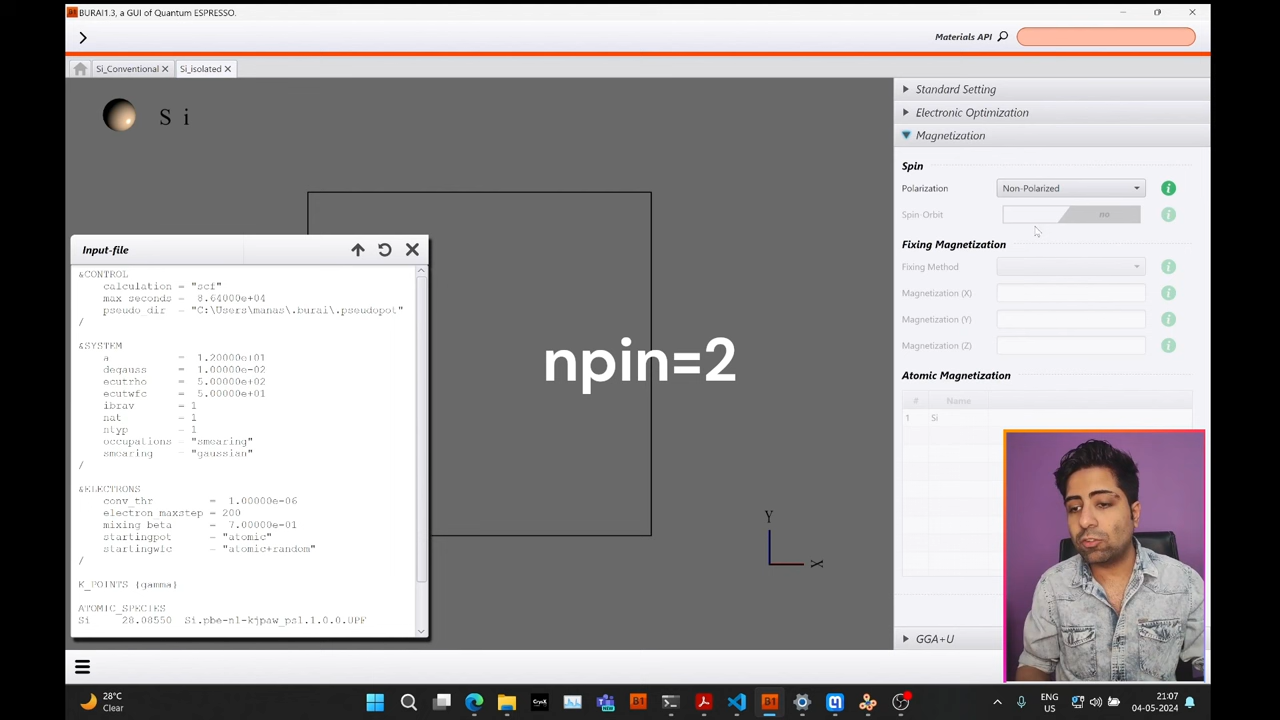 BURAI1.3, a GUI of Quantum ESPRESSO.
Materials API
Si_Conventional
Si_isolated
Si
Standard Setting
Electronic Optimization
Magnetization
Spin
Polarization Non-Polarized
Spin-Orbit no
Fixing Magnetization
Fixing Method
Magnetization (X)
Magnetization (Y)
Magnetization (Z)
Atomic Magnetization
# Name
1 Si
GGA+U
Input-file
&CONTROL
calculation = "scf"
max_seconds = 8.64000e+04
pseudo_dir = "C:\Users\manas\.burai\.pseudopot"
/
&SYSTEM
a = 1.20000e+01
degauss = 1.00000e-02
ecutrho = 5.00000e+02
ecutwfc = 5.00000e+01
ibrav = 1
nat = 1
ntyp = 1
occupations = "smearing"
smearing = "gaussian"
/
&ELECTRONS
conv_thr = 1.00000e-06
electron_maxstep = 200
mixing_beta = 7.00000e-01
startingpot = "atomic"
startingwfc = "atomic+random"
/
K_POINTS {gamma}
ATOMIC_SPECIES
Si 28.08550 Si.pbe-nl-kjpaw_psl.1.0.0.UPF
npin=2
Y
X
28°C
Clear
ENG
US
21:07
04-05-2024